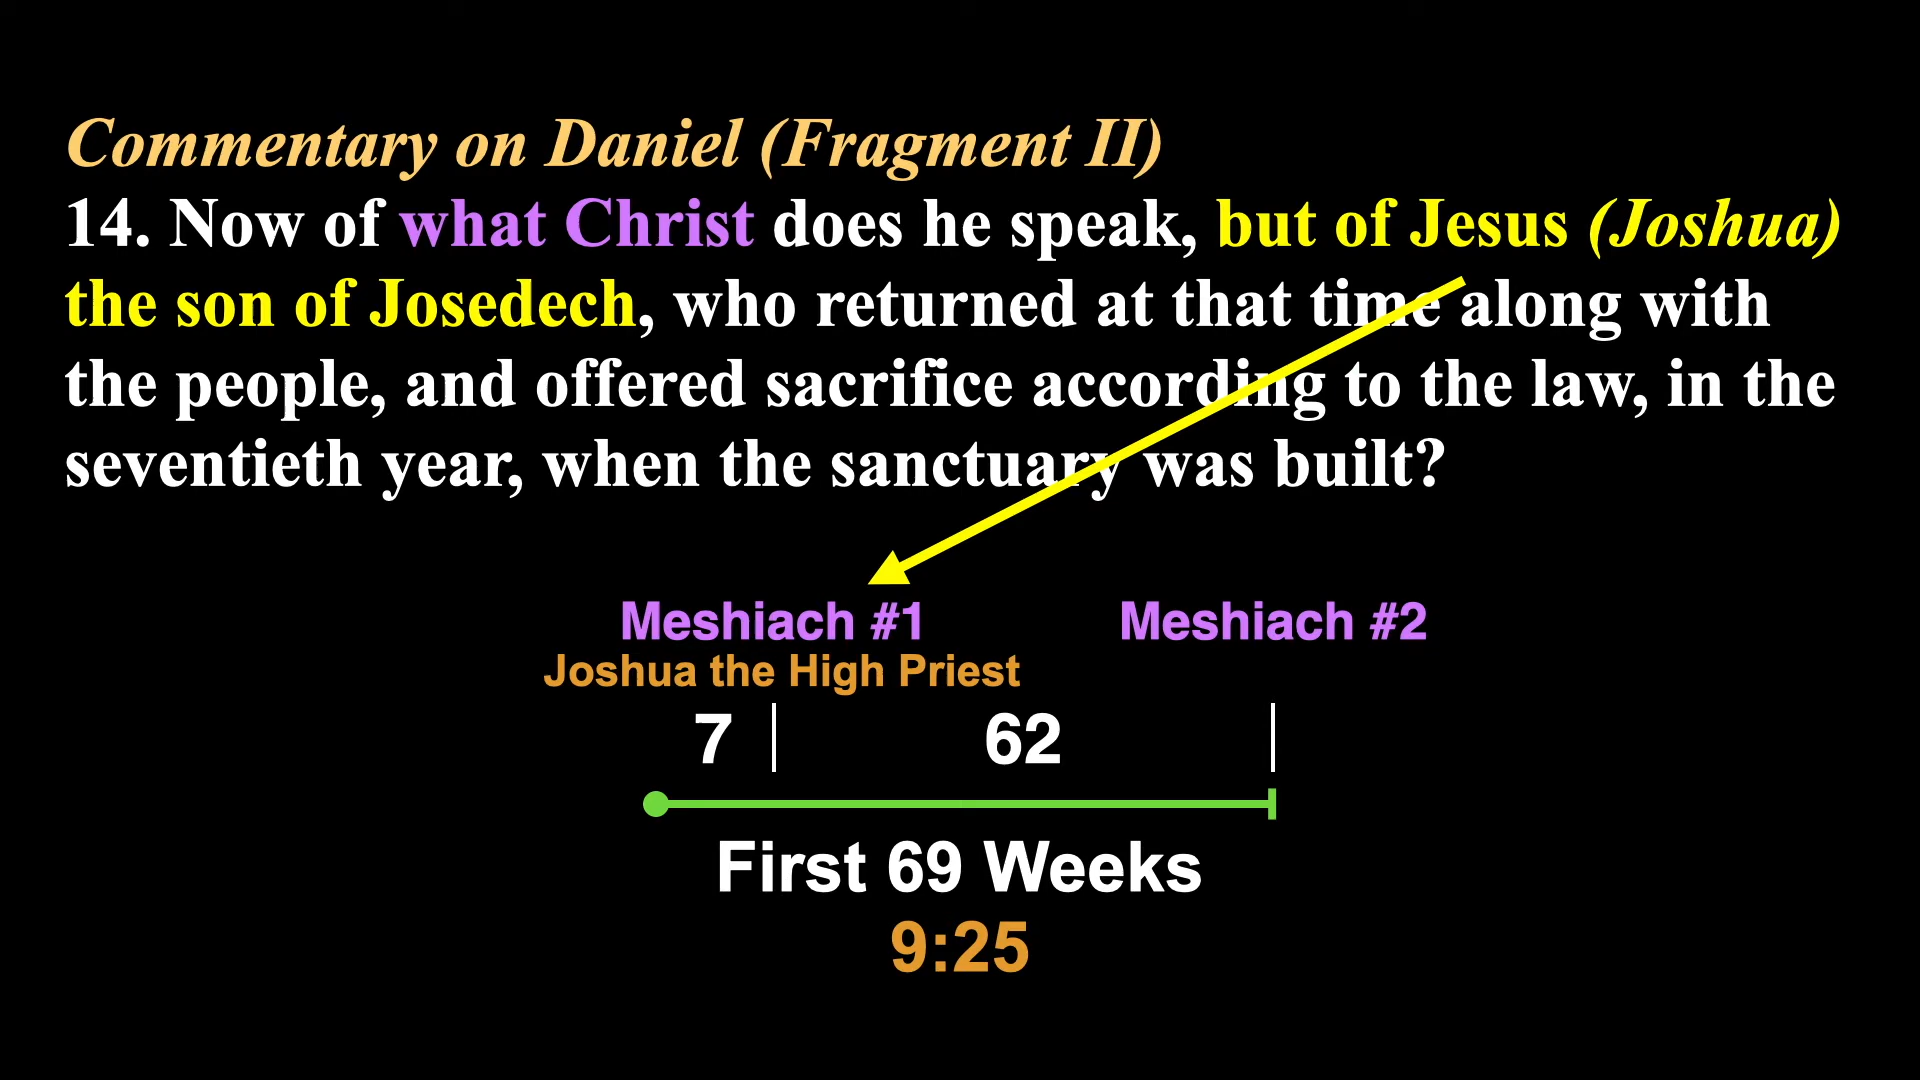 Commentary on Daniel (Fragment II)
14. Now of what Christ does he speak, but of Jesus (Joshua)
the son of Josedech, who returned at that time along with
the people, and offered sacrifice according to the law, in the
seventieth year, when the sanctuary was built?
Meshiach #1 Meshiach #2
Joshua the High Priest
7 62
First 69 Weeks
9:25